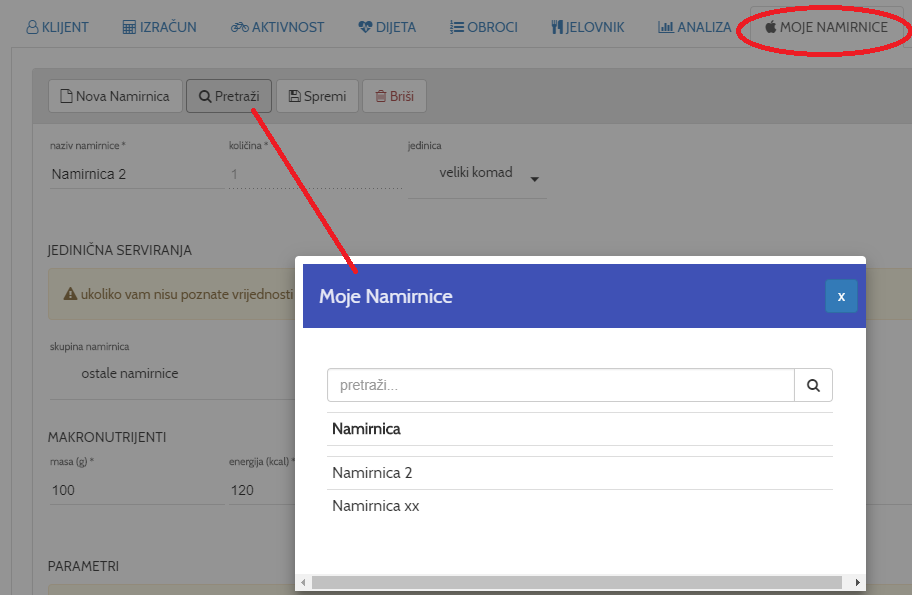 KLIJENT IZRAČUN AKTIVNOST DIJETA OBROCI JELOVNIK ANALIZA MOJE NAMIRNICE
Nova Namirnica Pretraži Spremi Briši
naziv namirnice * količina * jedinica
Namirnica 2 1 veliki komad
JEDINIČNA SERVIRANJA
ukoliko vam nisu poznate vrijednosti
skupina namirnica
ostale namirnice
MAKRONUTRIJENTI
masa (g) * energija (kcal) *
100 120
PARAMETRI
Moje Namirnice x
pretraži...
Namirnica
Namirnica 2
Namirnica xx